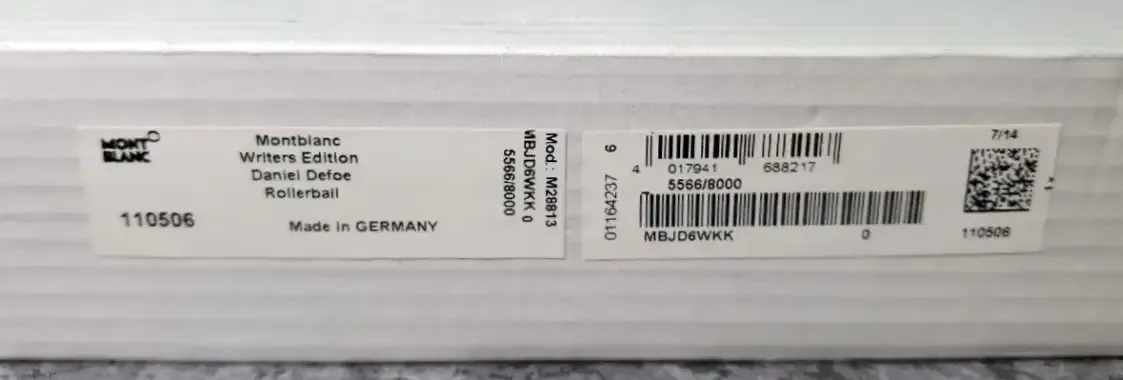 MONT
BLANC
Montblanc
Writers Edition
Daniel Defoe
Rollerball
110506
Made in GERMANY
Mod.: M28813
MBJD6WKK 0
5566/8000
01164237 6
4 017941 688217
5566/8000
MBJD6WKK 0
7/14
110506